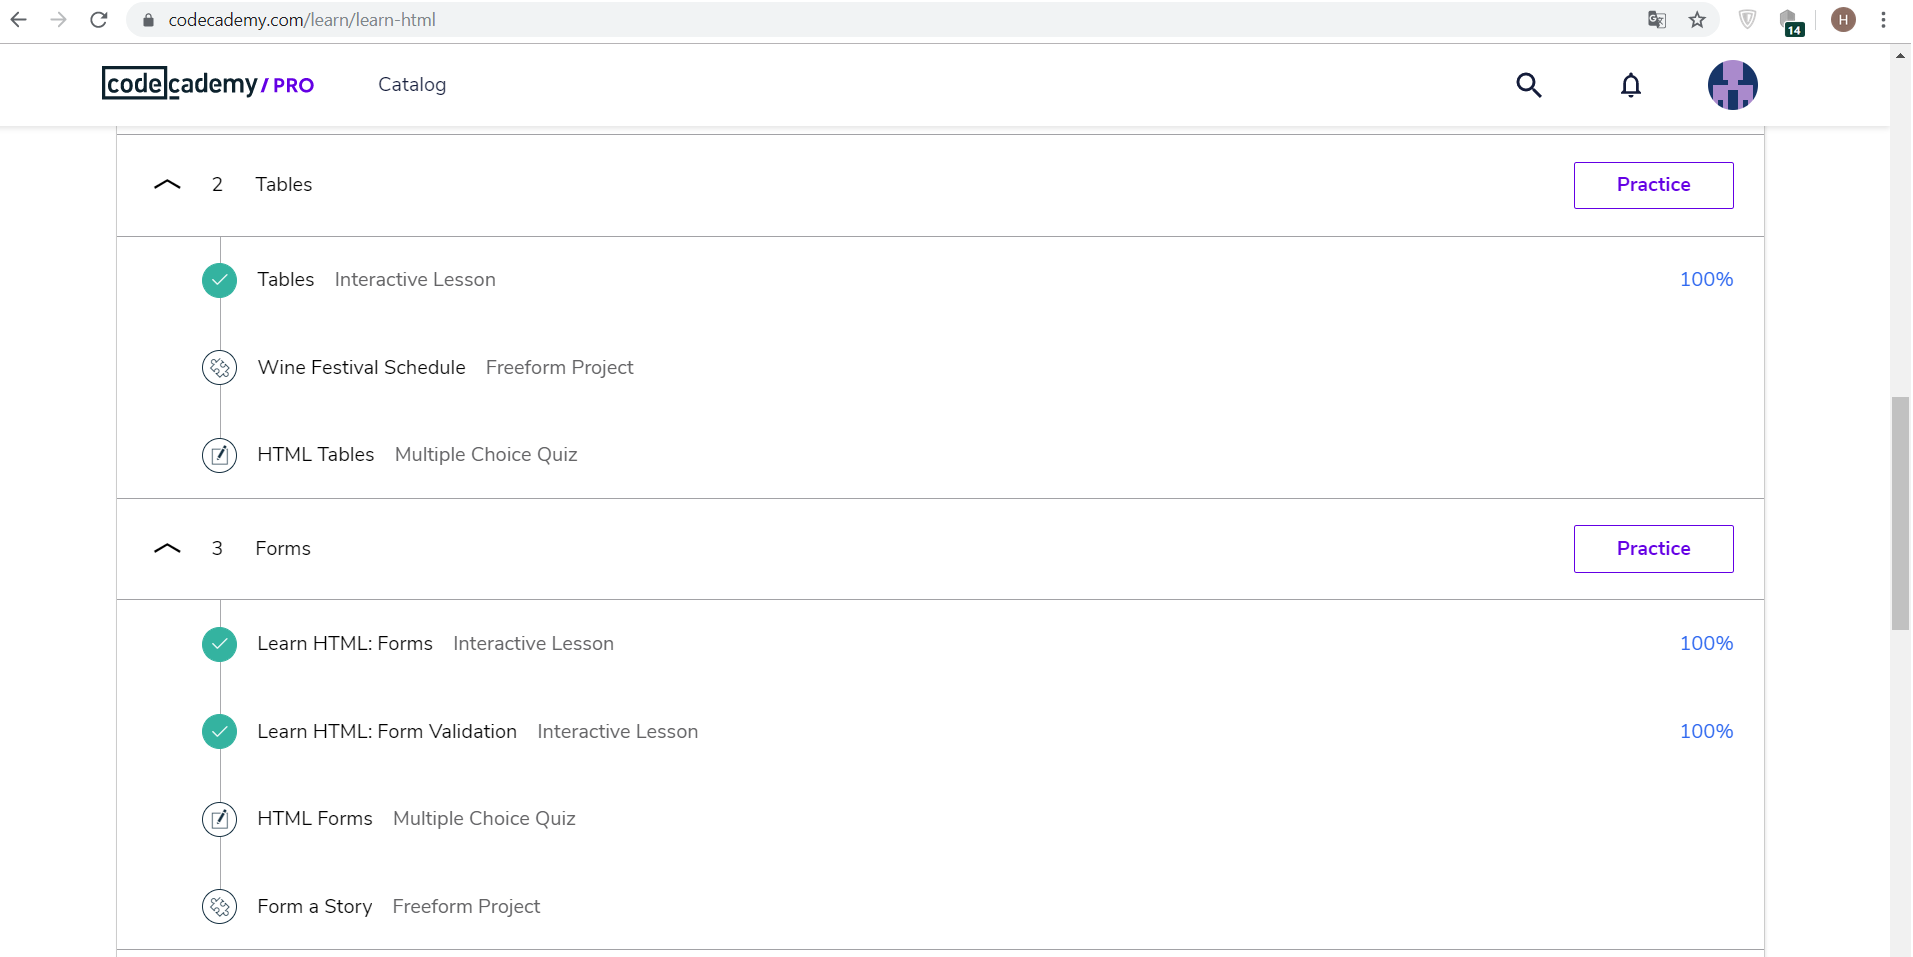 codecademy.com/learn/learn-html
14
H
codecademy / PRO
Catalog
2 Tables Practice
Tables Interactive Lesson 100%
Wine Festival Schedule Freeform Project
HTML Tables Multiple Choice Quiz
3 Forms Practice
Learn HTML: Forms Interactive Lesson 100%
Learn HTML: Form Validation Interactive Lesson 100%
HTML Forms Multiple Choice Quiz
Form a Story Freeform Project